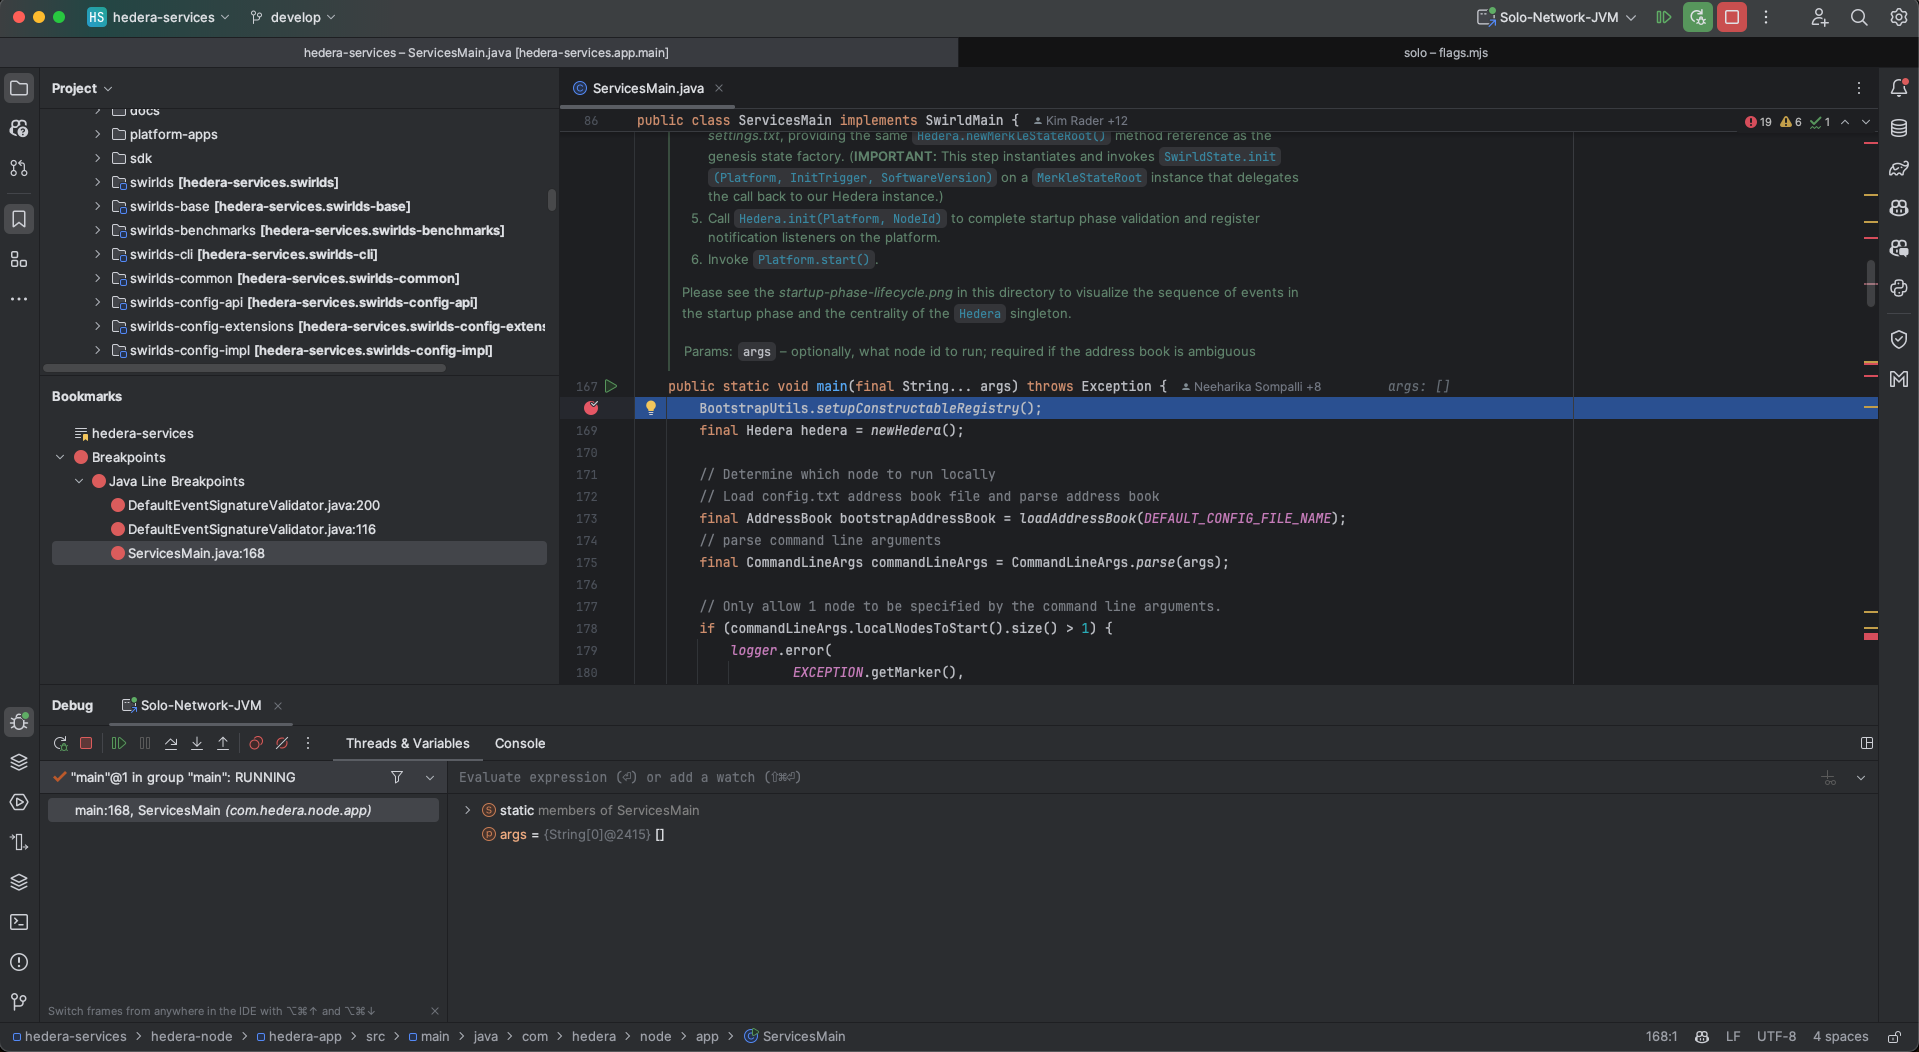 HS hedera-services develop Solo-Network-JVM
hedera-services – ServicesMain.java [hedera-services.app.main] solo – flags.mjs
Project
docs
platform-apps
sdk
swirlds [hedera-services.swirlds]
swirlds-base [hedera-services.swirlds-base]
swirlds-benchmarks [hedera-services.swirlds-benchmarks]
swirlds-cli [hedera-services.swirlds-cli]
swirlds-common [hedera-services.swirlds-common]
swirlds-config-api [hedera-services.swirlds-config-api]
swirlds-config-extensions [hedera-services.swirlds-config-extens
swirlds-config-impl [hedera-services.swirlds-config-impl]
Bookmarks
hedera-services
Breakpoints
Java Line Breakpoints
DefaultEventSignatureValidator.java:200
DefaultEventSignatureValidator.java:116
ServicesMain.java:168
ServicesMain.java
86 public class ServicesMain implements SwirldMain { Kim Rader +12 19 6 1
settings.txt, providing the same Hedera.newMerkleStateRoot() method reference as the
genesis state factory. (IMPORTANT: This step instantiates and invokes SwirldState.init
(Platform, InitTrigger, SoftwareVersion) on a MerkleStateRoot instance that delegates
the call back to our Hedera instance.)
5. Call Hedera.init(Platform, NodeId) to complete startup phase validation and register
notification listeners on the platform.
6. Invoke Platform.start().
Please see the startup-phase-lifecycle.png in this directory to visualize the sequence of events in
the startup phase and the centrality of the Hedera singleton.
Params: args – optionally, what node id to run; required if the address book is ambiguous
167 public static void main(final String... args) throws Exception { Neeharika Sompalli +8 args: []
BootstrapUtils.setupConstructableRegistry();
169 final Hedera hedera = newHedera();
170
171 // Determine which node to run locally
172 // Load config.txt address book file and parse address book
173 final AddressBook bootstrapAddressBook = loadAddressBook(DEFAULT_CONFIG_FILE_NAME);
174 // parse command line arguments
175 final CommandLineArgs commandLineArgs = CommandLineArgs.parse(args);
176
177 // Only allow 1 node to be specified by the command line arguments.
178 if (commandLineArgs.localNodesToStart().size() > 1) {
179 logger.error(
180 EXCEPTION.getMarker(),
Debug Solo-Network-JVM
Threads & Variables Console
"main"@1 in group "main": RUNNING
main:168, ServicesMain (com.hedera.node.app)
Evaluate expression (⏎) or add a watch (⇧⌘⏎)
static members of ServicesMain
args = {String[0]@2415} []
Switch frames from anywhere in the IDE with ⌥⌘↑ and ⌥⌘↓
hedera-services > hedera-node > hedera-app > src > main > java > com > hedera > node > app > ServicesMain 168:1 LF UTF-8 4 spaces